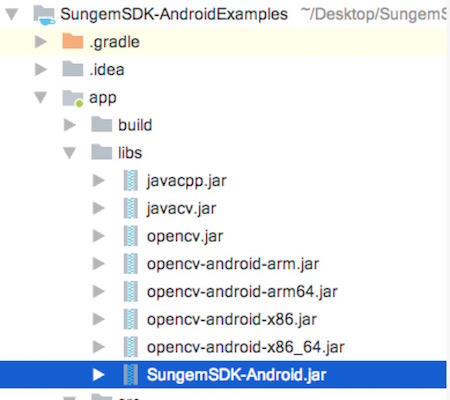 SungemSDK-AndroidExamples ~/Desktop/SungemS
.gradle
.idea
app
build
libs
javacpp.jar
javacv.jar
opencv.jar
opencv-android-arm.jar
opencv-android-arm64.jar
opencv-android-x86.jar
opencv-android-x86_64.jar
SungemSDK-Android.jar